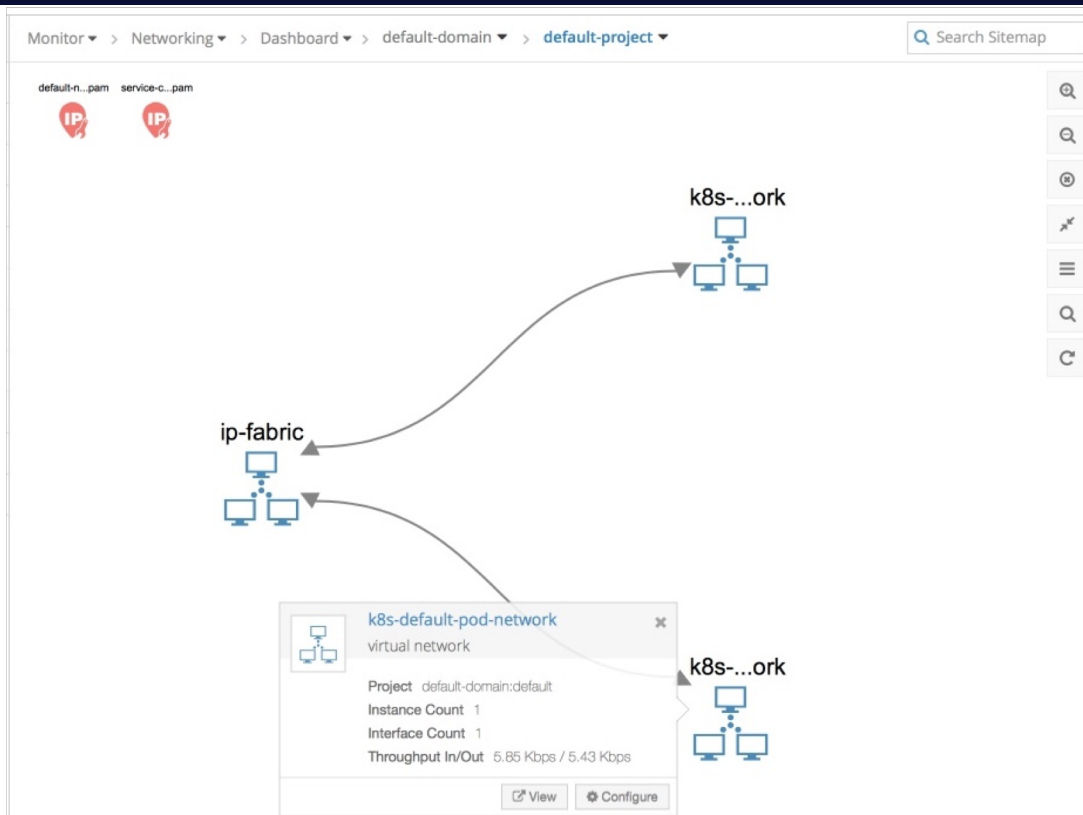 Monitor > Networking > Dashboard > default-domain > default-project
Search Sitemap
default-n...pam service-c...pam
IP IP
k8s-...ork
ip-fabric
k8s-default-pod-network
virtual network
k8s-...ork
Project default-domain:default
Instance Count 1
Interface Count 1
Throughput In/Out 5.85 Kbps / 5.43 Kbps
View Configure